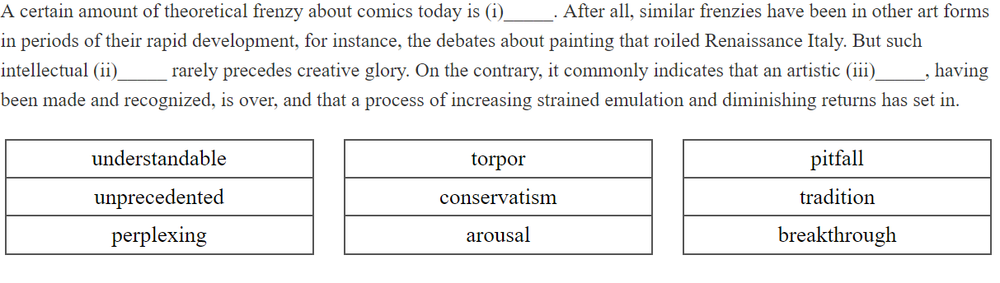 A certain amount of theoretical frenzy about comics today is (i)_____. After all, similar frenzies have been in other art forms
in periods of their rapid development, for instance, the debates about painting that roiled Renaissance Italy. But such
intellectual (ii)_____ rarely precedes creative glory. On the contrary, it commonly indicates that an artistic (iii)_____, having
been made and recognized, is over, and that a process of increasing strained emulation and diminishing returns has set in.
understandable torpor pitfall
unprecedented conservatism tradition
perplexing arousal breakthrough